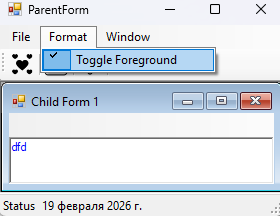 ParentForm
File Format Window
Toggle Foreground
Child Form 1
dfd
Status 19 февраля 2026 г.